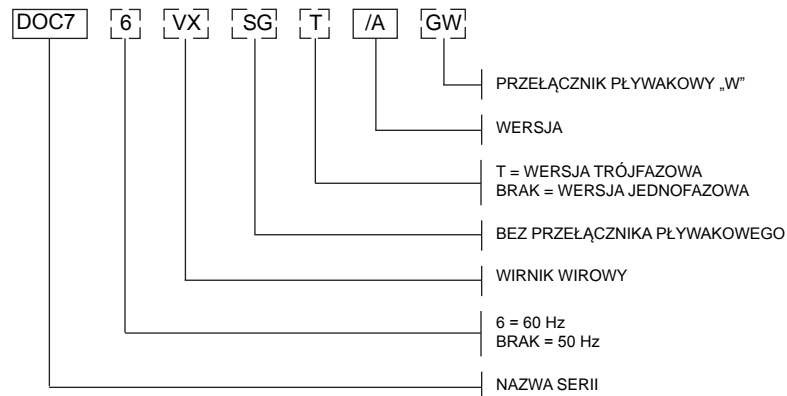 DOC7 6 VX SG T /A GW
PRZEŁĄCZNIK PŁYWAKOWY „W”
WERSJA
T = WERSJA TRÓJFAZOWA
BRAK = WERSJA JEDNOFAZOWA
BEZ PRZEŁĄCZNIKA PŁYWAKOWEGO
WIRNIK WIROWY
6 = 60 Hz
BRAK = 50 Hz
NAZWA SERII